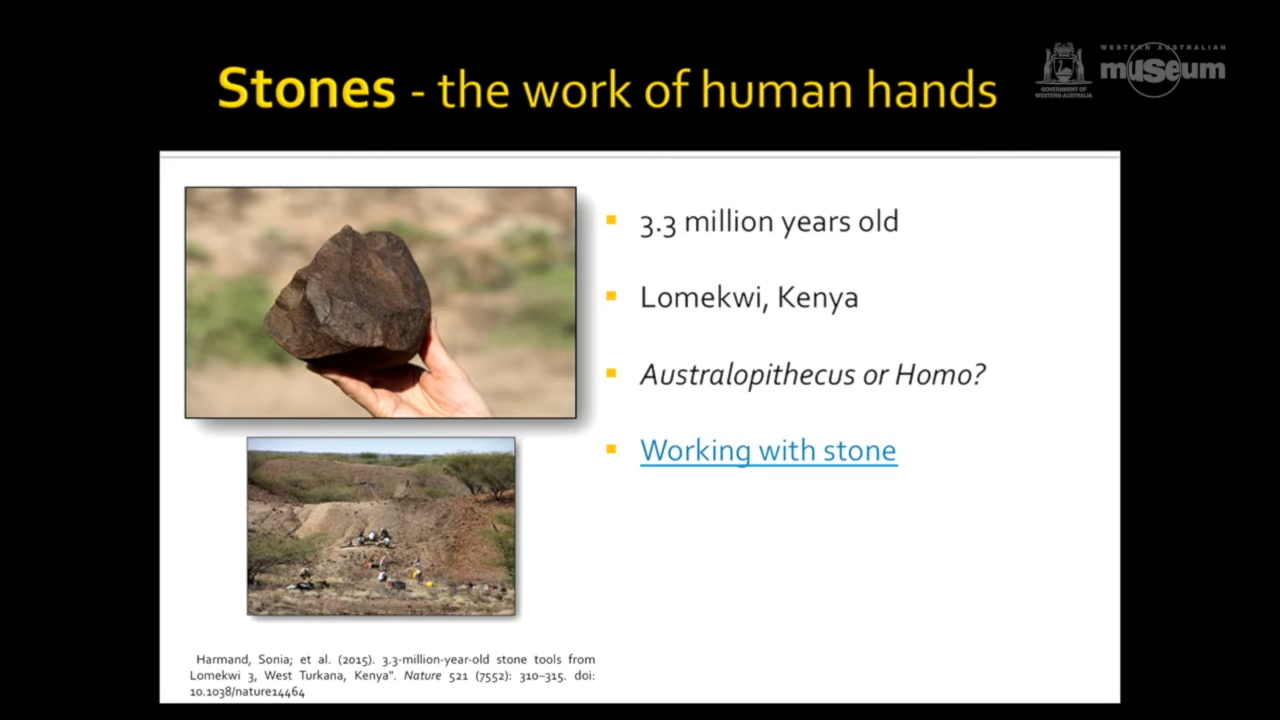 Stones - the work of human hands
GOVERNMENT OF
WESTERN AUSTRALIA
WESTERN AUSTRALIAN
museum
▪ 3.3 million years old
▪ Lomekwi, Kenya
▪ Australopithecus or Homo?
▪ Working with stone
Harmand, Sonia; et al. (2015). 3.3-million-year-old stone tools from
Lomekwi 3, West Turkana, Kenya". Nature 521 (7552): 310–315. doi:
10.1038/nature14464